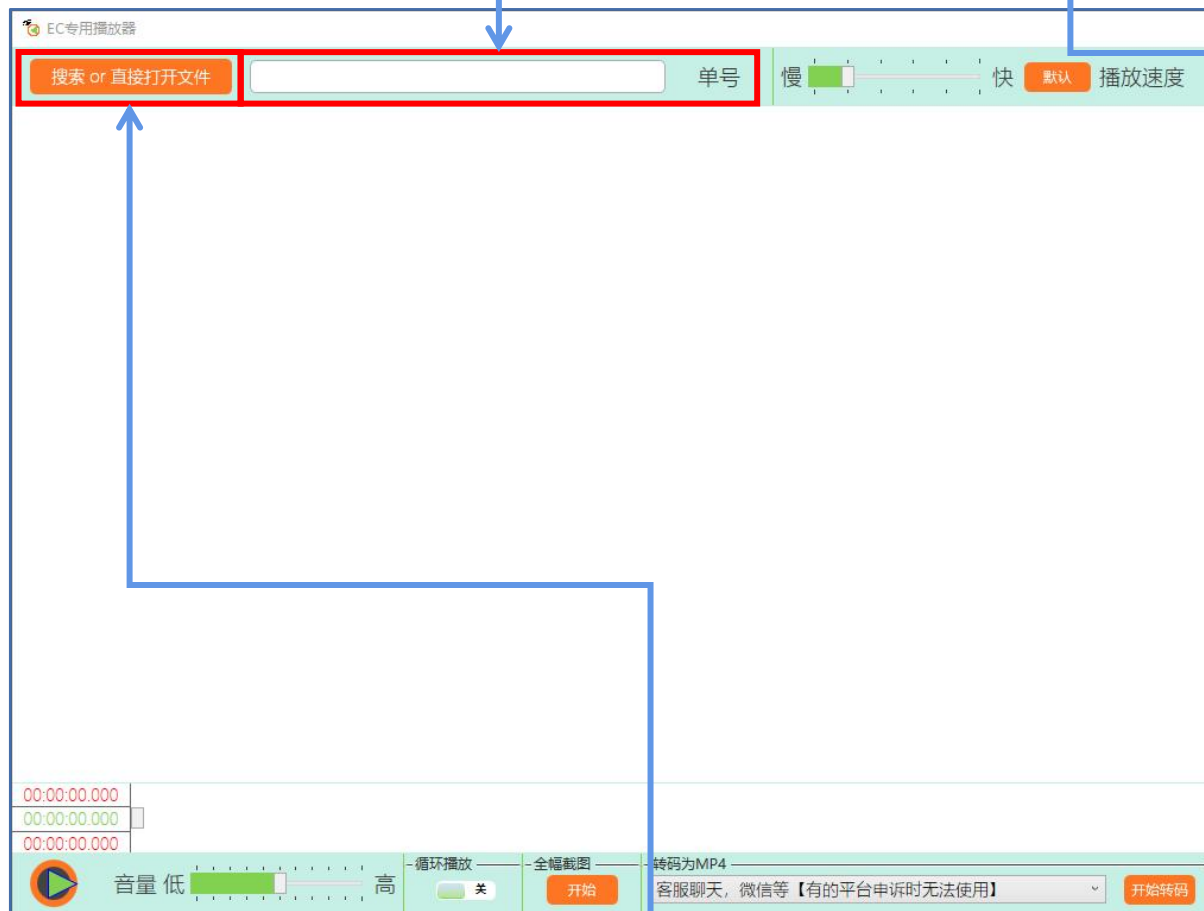 EC专用播放器
搜索 or 直接打开文件 单号 慢 快 默认 播放速度
00:00:00.000
00:00:00.000
00:00:00.000
循环播放 全幅截图 转码为MP4
音量 低 高 关 开始 客服聊天，微信等【有的平台申诉时无法使用】 开始转码